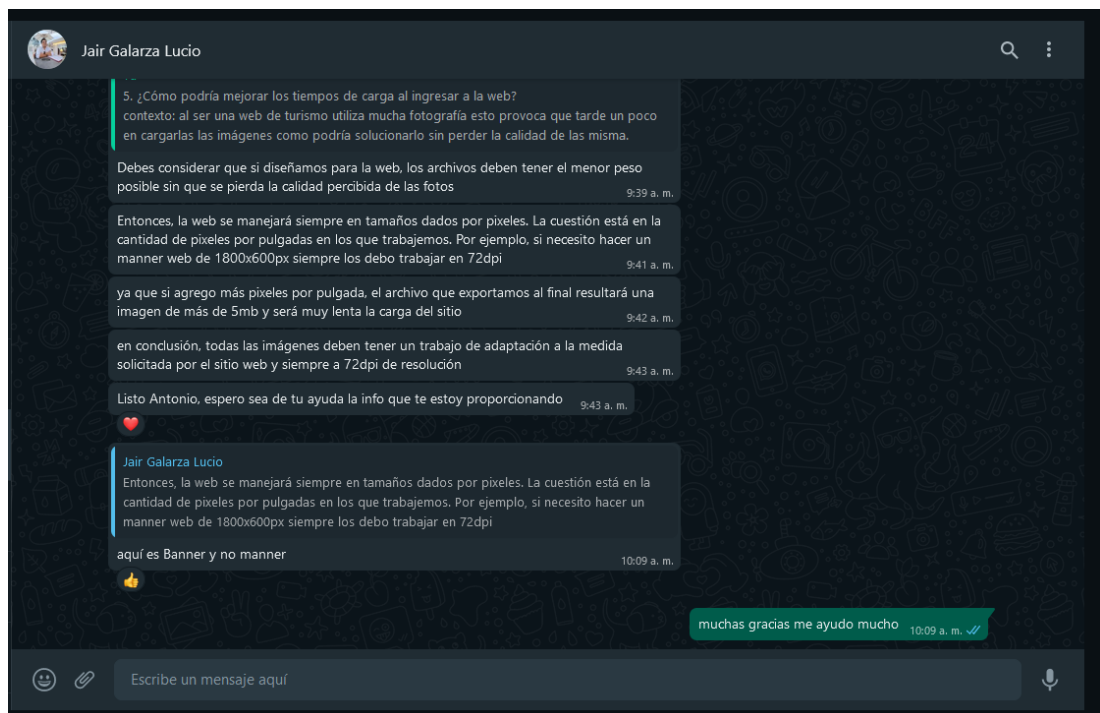 Jair Galarza Lucio
5. ¿Cómo podría mejorar los tiempos de carga al ingresar a la web?
contexto: al ser una web de turismo utiliza mucha fotografía esto provoca que tarde un poco
en cargarlas las imágenes como podría solucionarlo sin perder la calidad de las misma.
Debes considerar que si diseñamos para la web, los archivos deben tener el menor peso
posible sin que se pierda la calidad percibida de las fotos
9:39 a. m.
Entonces, la web se manejará siempre en tamaños dados por pixeles. La cuestión está en la
cantidad de pixeles por pulgadas en los que trabajemos. Por ejemplo, si necesito hacer un
manner web de 1800x600px siempre los debo trabajar en 72dpi
9:41 a. m.
ya que si agrego más pixeles por pulgada, el archivo que exportamos al final resultará una
imagen de más de 5mb y será muy lenta la carga del sitio
9:42 a. m.
en conclusión, todas las imágenes deben tener un trabajo de adaptación a la medida
solicitada por el sitio web y siempre a 72dpi de resolución
9:43 a. m.
Listo Antonio, espero sea de tu ayuda la info que te estoy proporcionando
9:43 a. m.
Jair Galarza Lucio
Entonces, la web se manejará siempre en tamaños dados por pixeles. La cuestión está en la
cantidad de pixeles por pulgadas en los que trabajemos. Por ejemplo, si necesito hacer un
manner web de 1800x600px siempre los debo trabajar en 72dpi
aquí es Banner y no manner
10:09 a. m.
muchas gracias me ayudo mucho
10:09 a. m.
Escribe un mensaje aquí